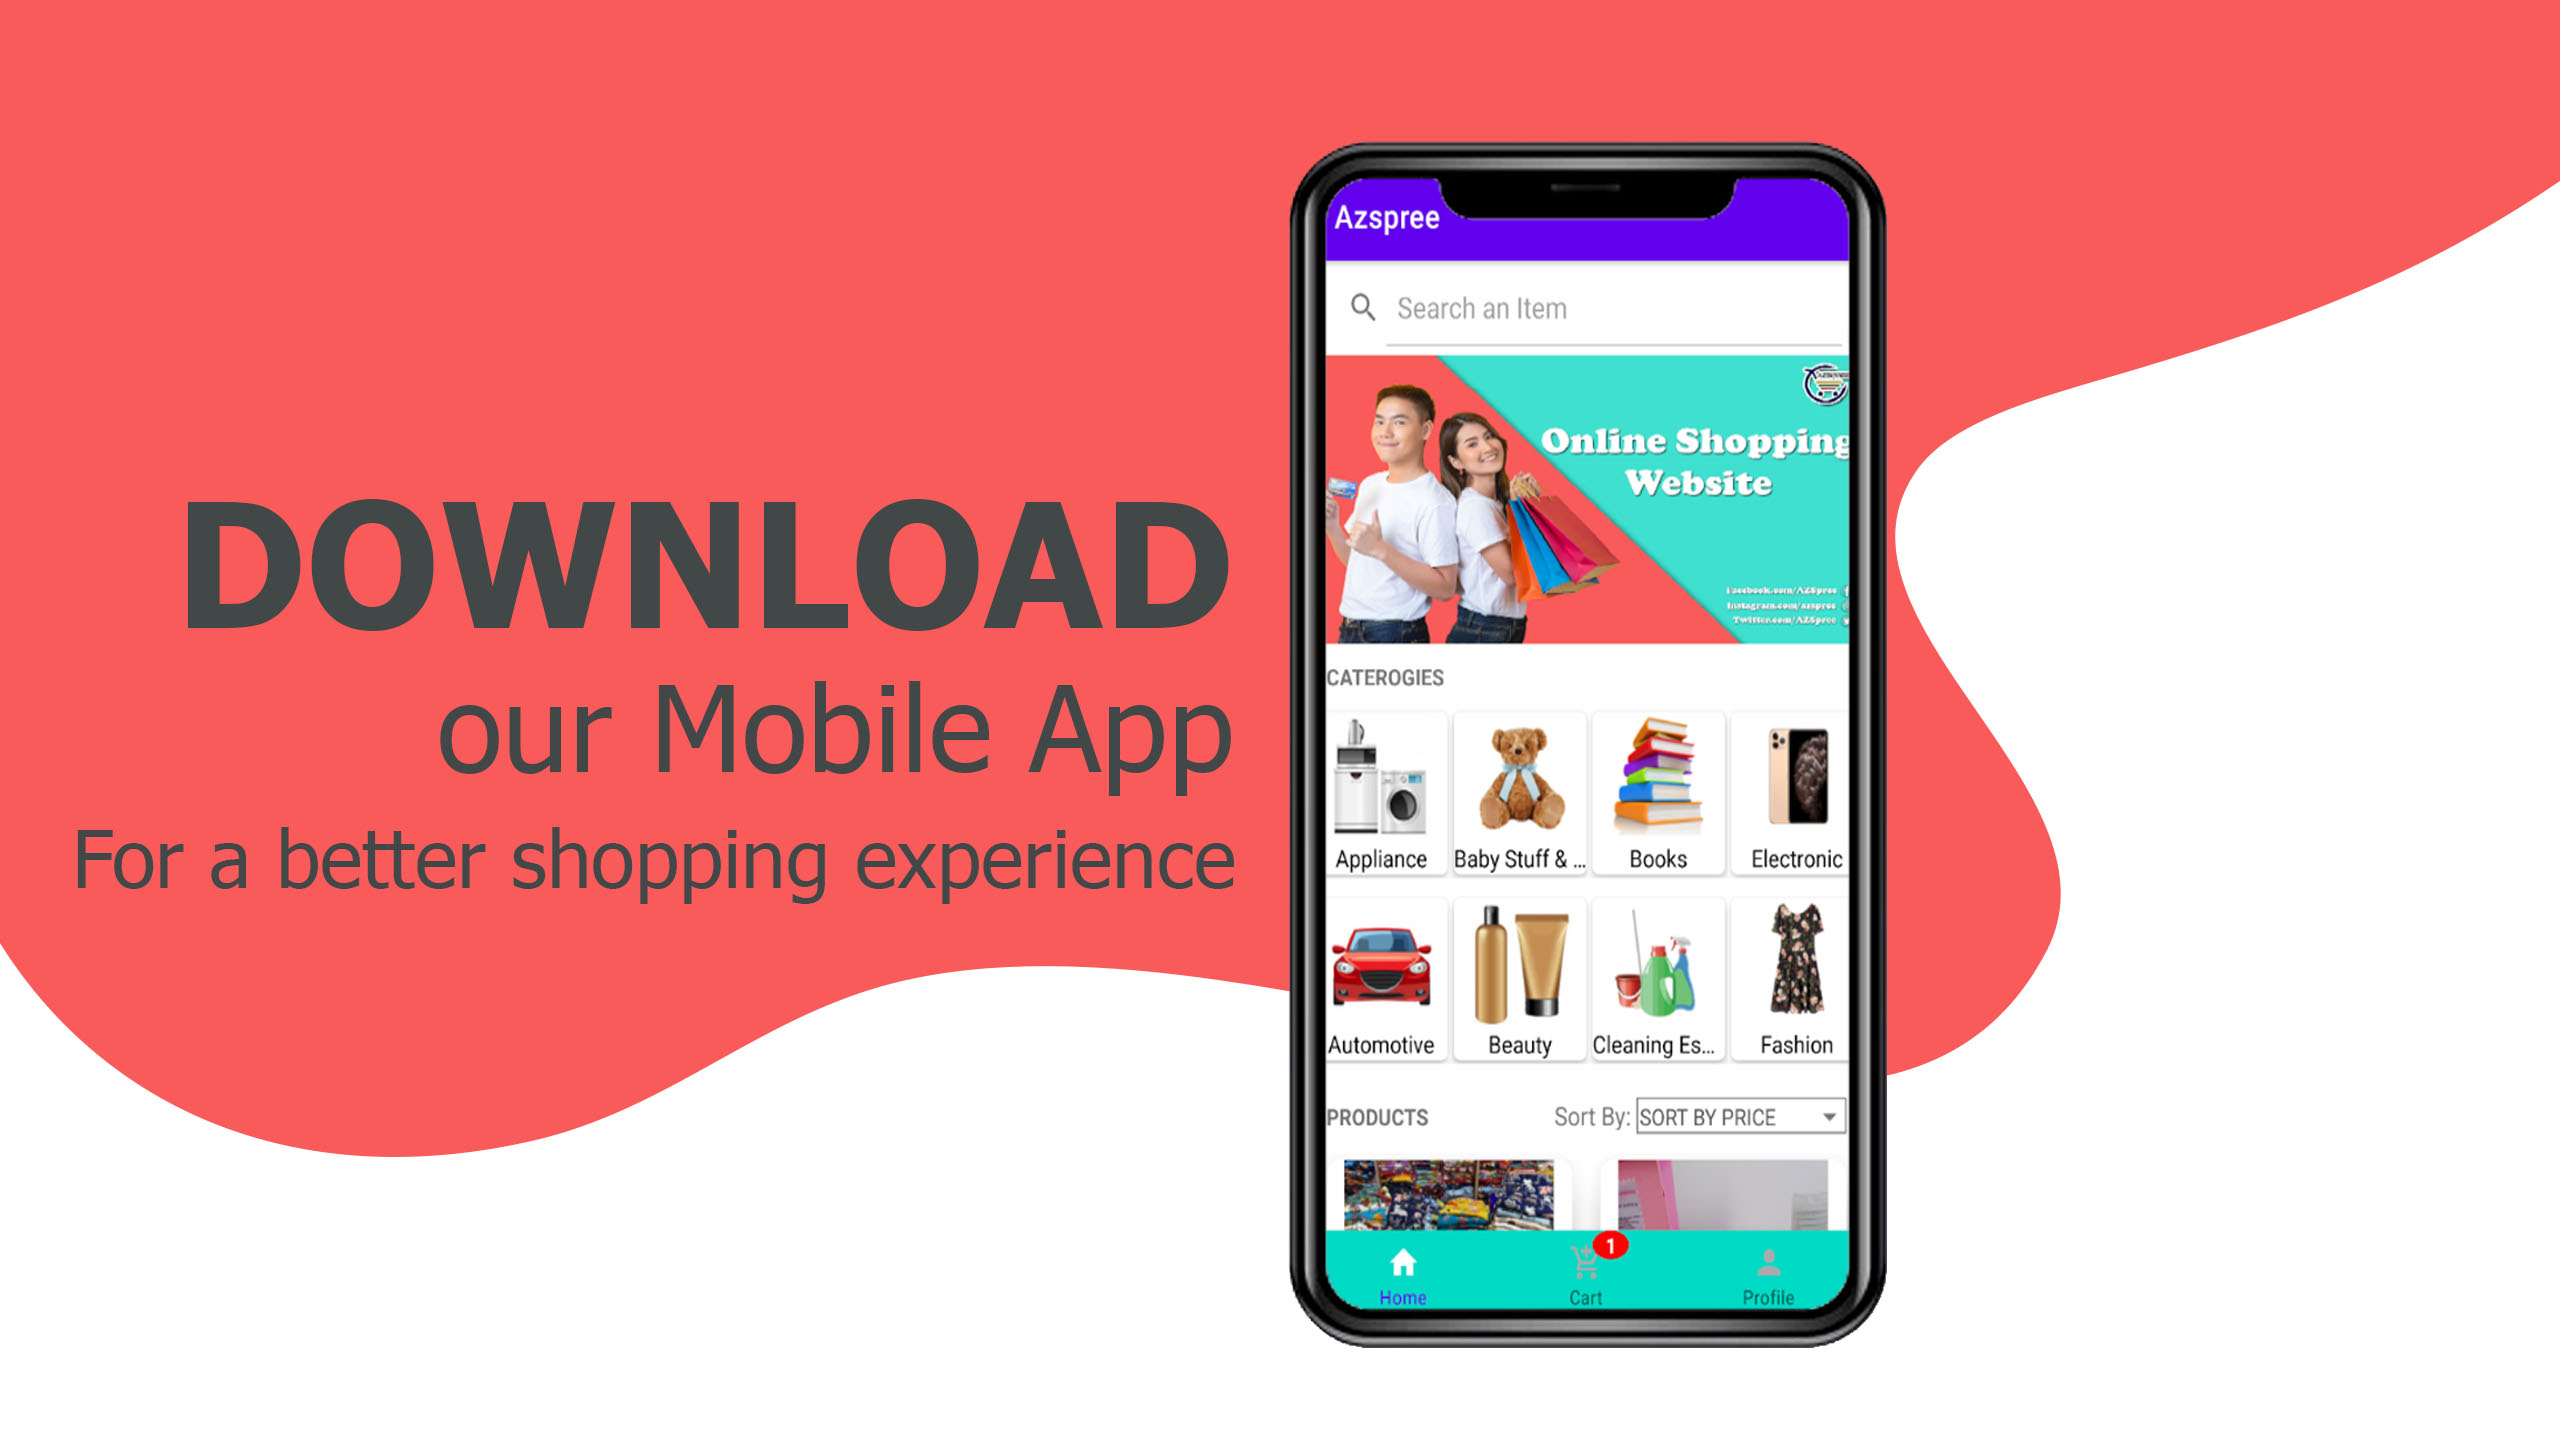 DOWNLOAD
our Mobile App
For a better shopping experience
Azspree
Search an Item
Online Shopping
Website
Facebook.com/AZSpree
Instagram.com/azspree
Twitter.com/AZSpree
CATEROGIES
Appliance
Baby Stuff & ...
Books
Electronic
Automotive
Beauty
Cleaning Es...
Fashion
PRODUCTS
Sort By: SORT BY PRICE
1
Home
Cart
Profile